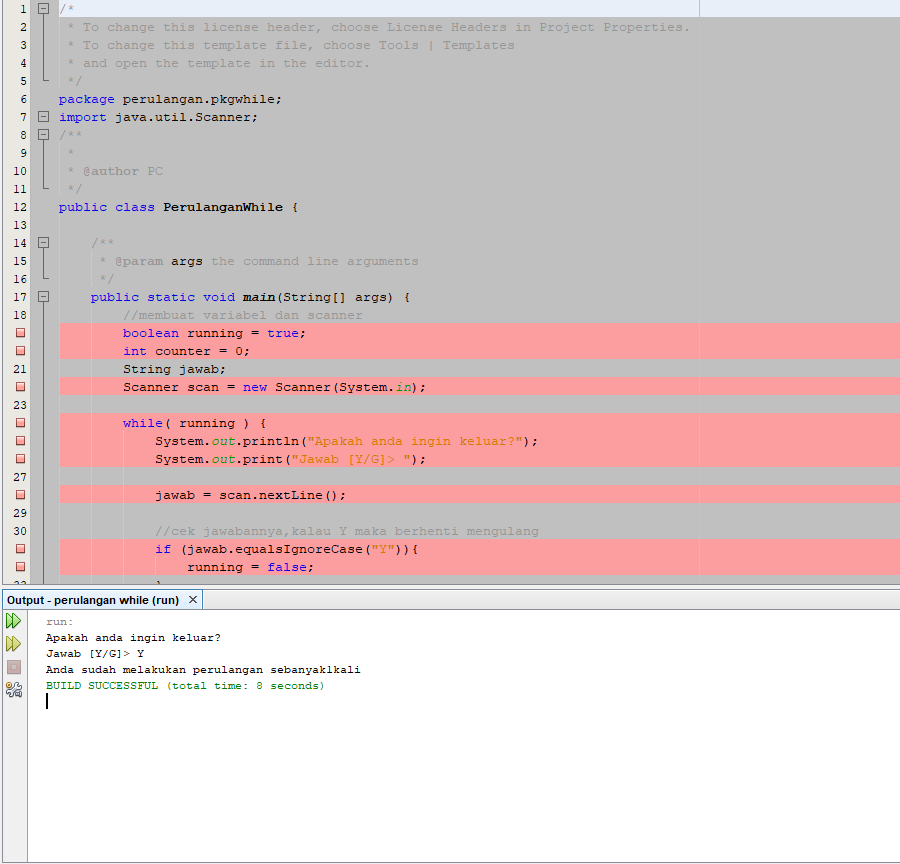 1 /*
2 * To change this license header, choose License Headers in Project Properties.
3 * To change this template file, choose Tools | Templates
4 * and open the template in the editor.
5 */
6 package perulangan.pkgwhile;
7 import java.util.Scanner;
8 /**
9 *
10 * @author PC
11 */
12 public class PerulanganWhile {
13
14 /**
15 * @param args the command line arguments
16 */
17 public static void main(String[] args) {
18 //membuat variabel dan scanner
boolean running = true;
int counter = 0;
21 String jawab;
Scanner scan = new Scanner(System.in);
23
while( running ) {
System.out.println("Apakah anda ingin keluar?");
System.out.print("Jawab [Y/G]> ");
27
jawab = scan.nextLine();
29
30 //cek jawabannya,kalau Y maka berhenti mengulang
if (jawab.equalsIgnoreCase("Y")){
running = false;
Output - perulangan while (run)
run:
Apakah anda ingin keluar?
Jawab [Y/G]> Y
Anda sudah melakukan perulangan sebanyak1kali
BUILD SUCCESSFUL (total time: 8 seconds)